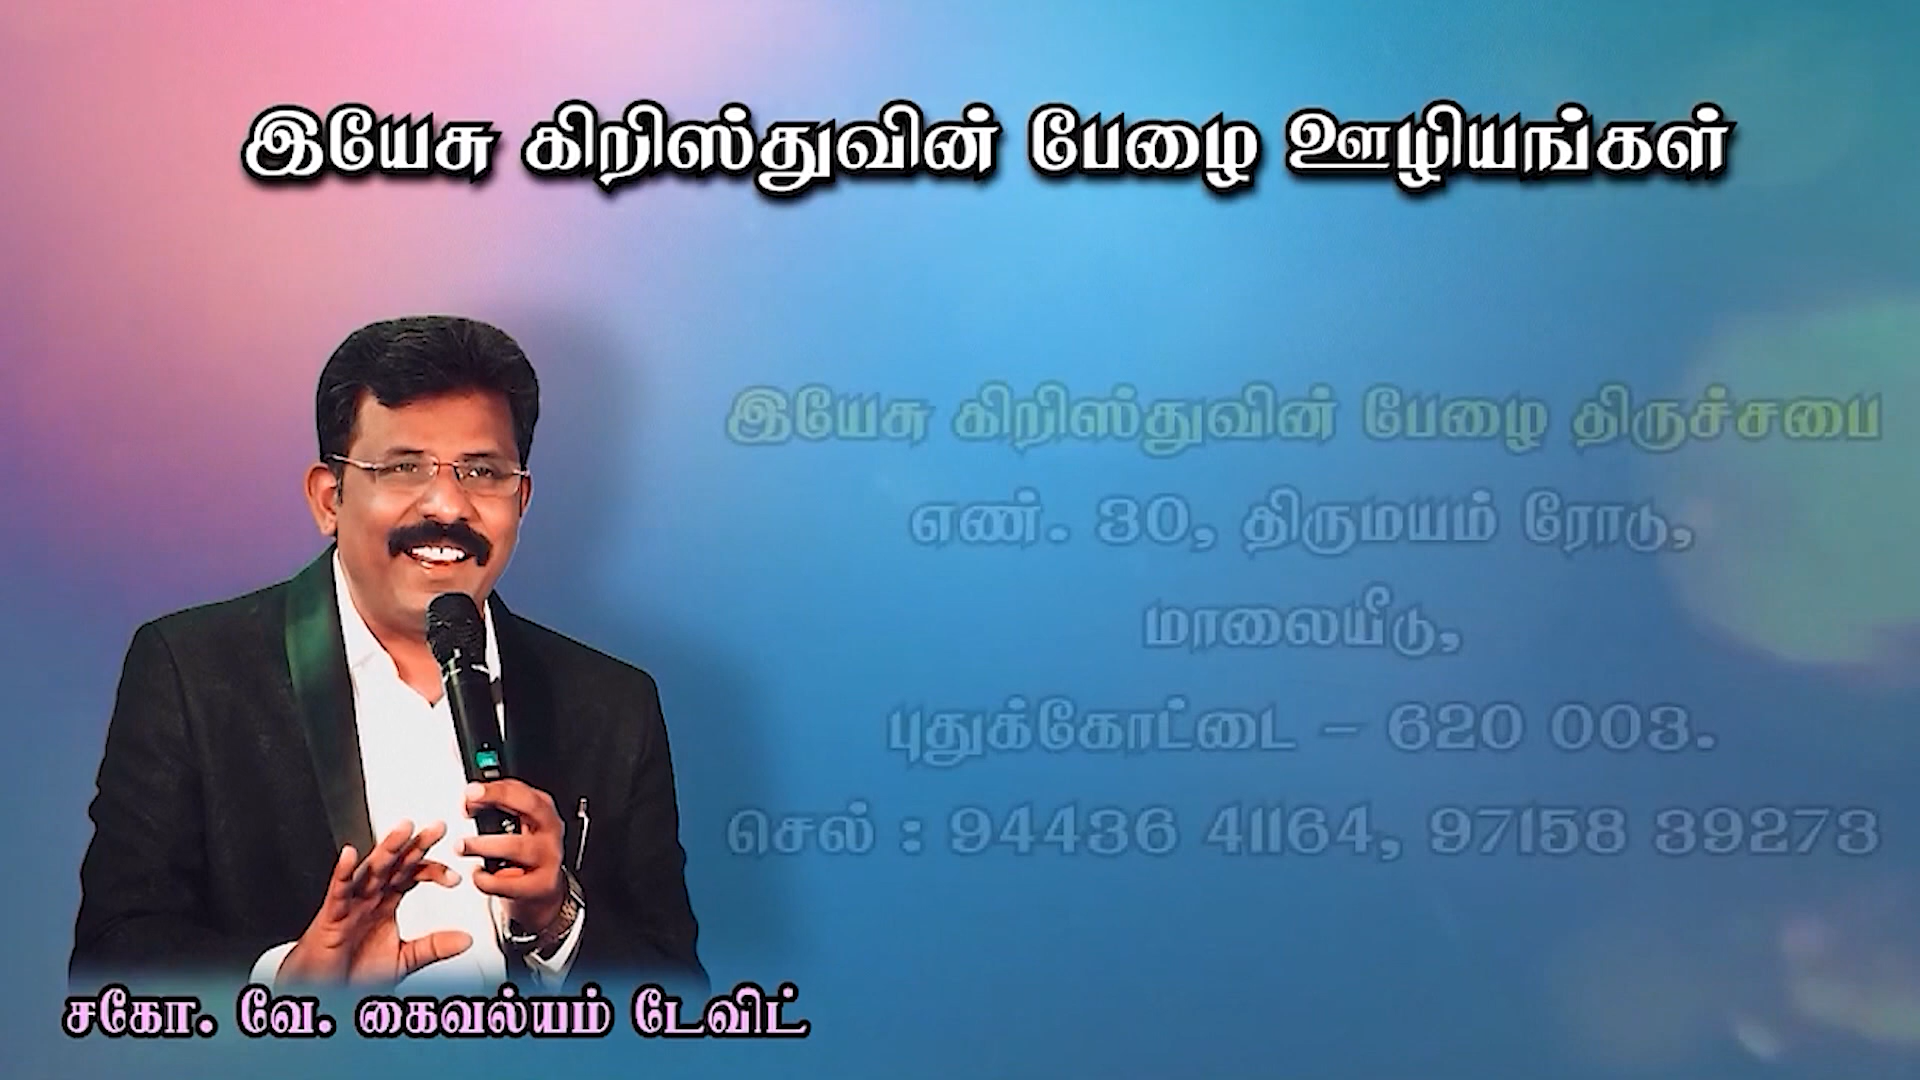 இயேசு கிறிஸ்துவின் பேழை ஊழியங்கள்
இயேசு கிறிஸ்துவின் பேழை திருச்சபை
எண். 30, திருமயம் ரோடு,
மாலையீடு,
புதுக்கோட்டை - 620 003.
செல் : 94436 41164, 97158 39273
சகோ. வே. கைவல்யம் டேவிட்